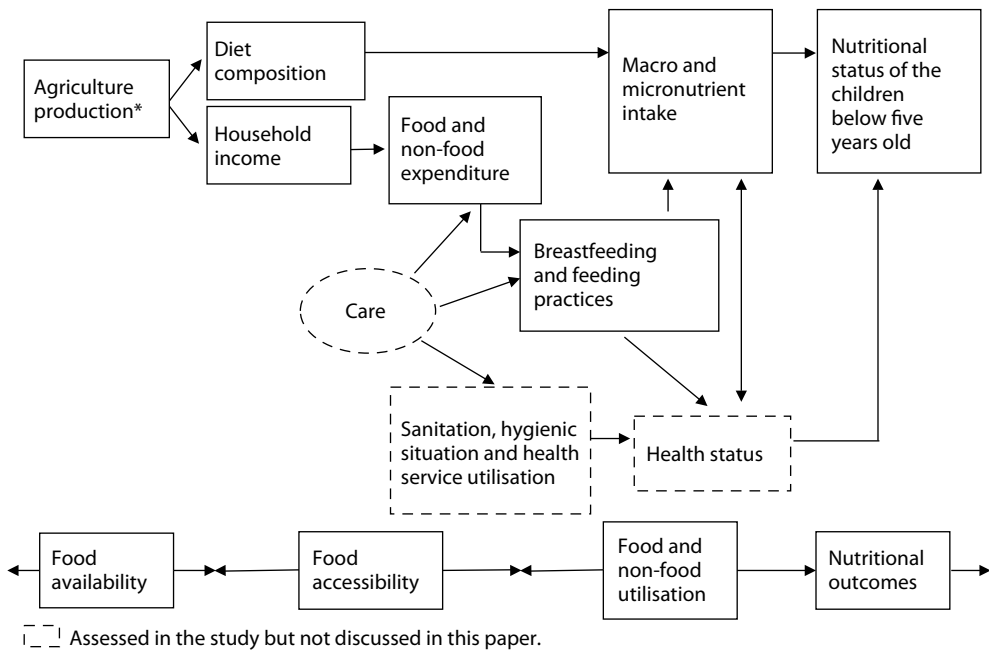 Agriculture
production*
Diet
composition
Household
income
Food and
non-food
expenditure
Macro and
micronutrient
intake
Nutritional
status of the
children
below five
years old
Breastfeeding
and feeding
practices
Care
Sanitation, hygienic
situation and health
service utilisation
Health status
Food
availability
Food
accessibility
Food and
non-food
utilisation
Nutritional
outcomes
Assessed in the study but not discussed in this paper.